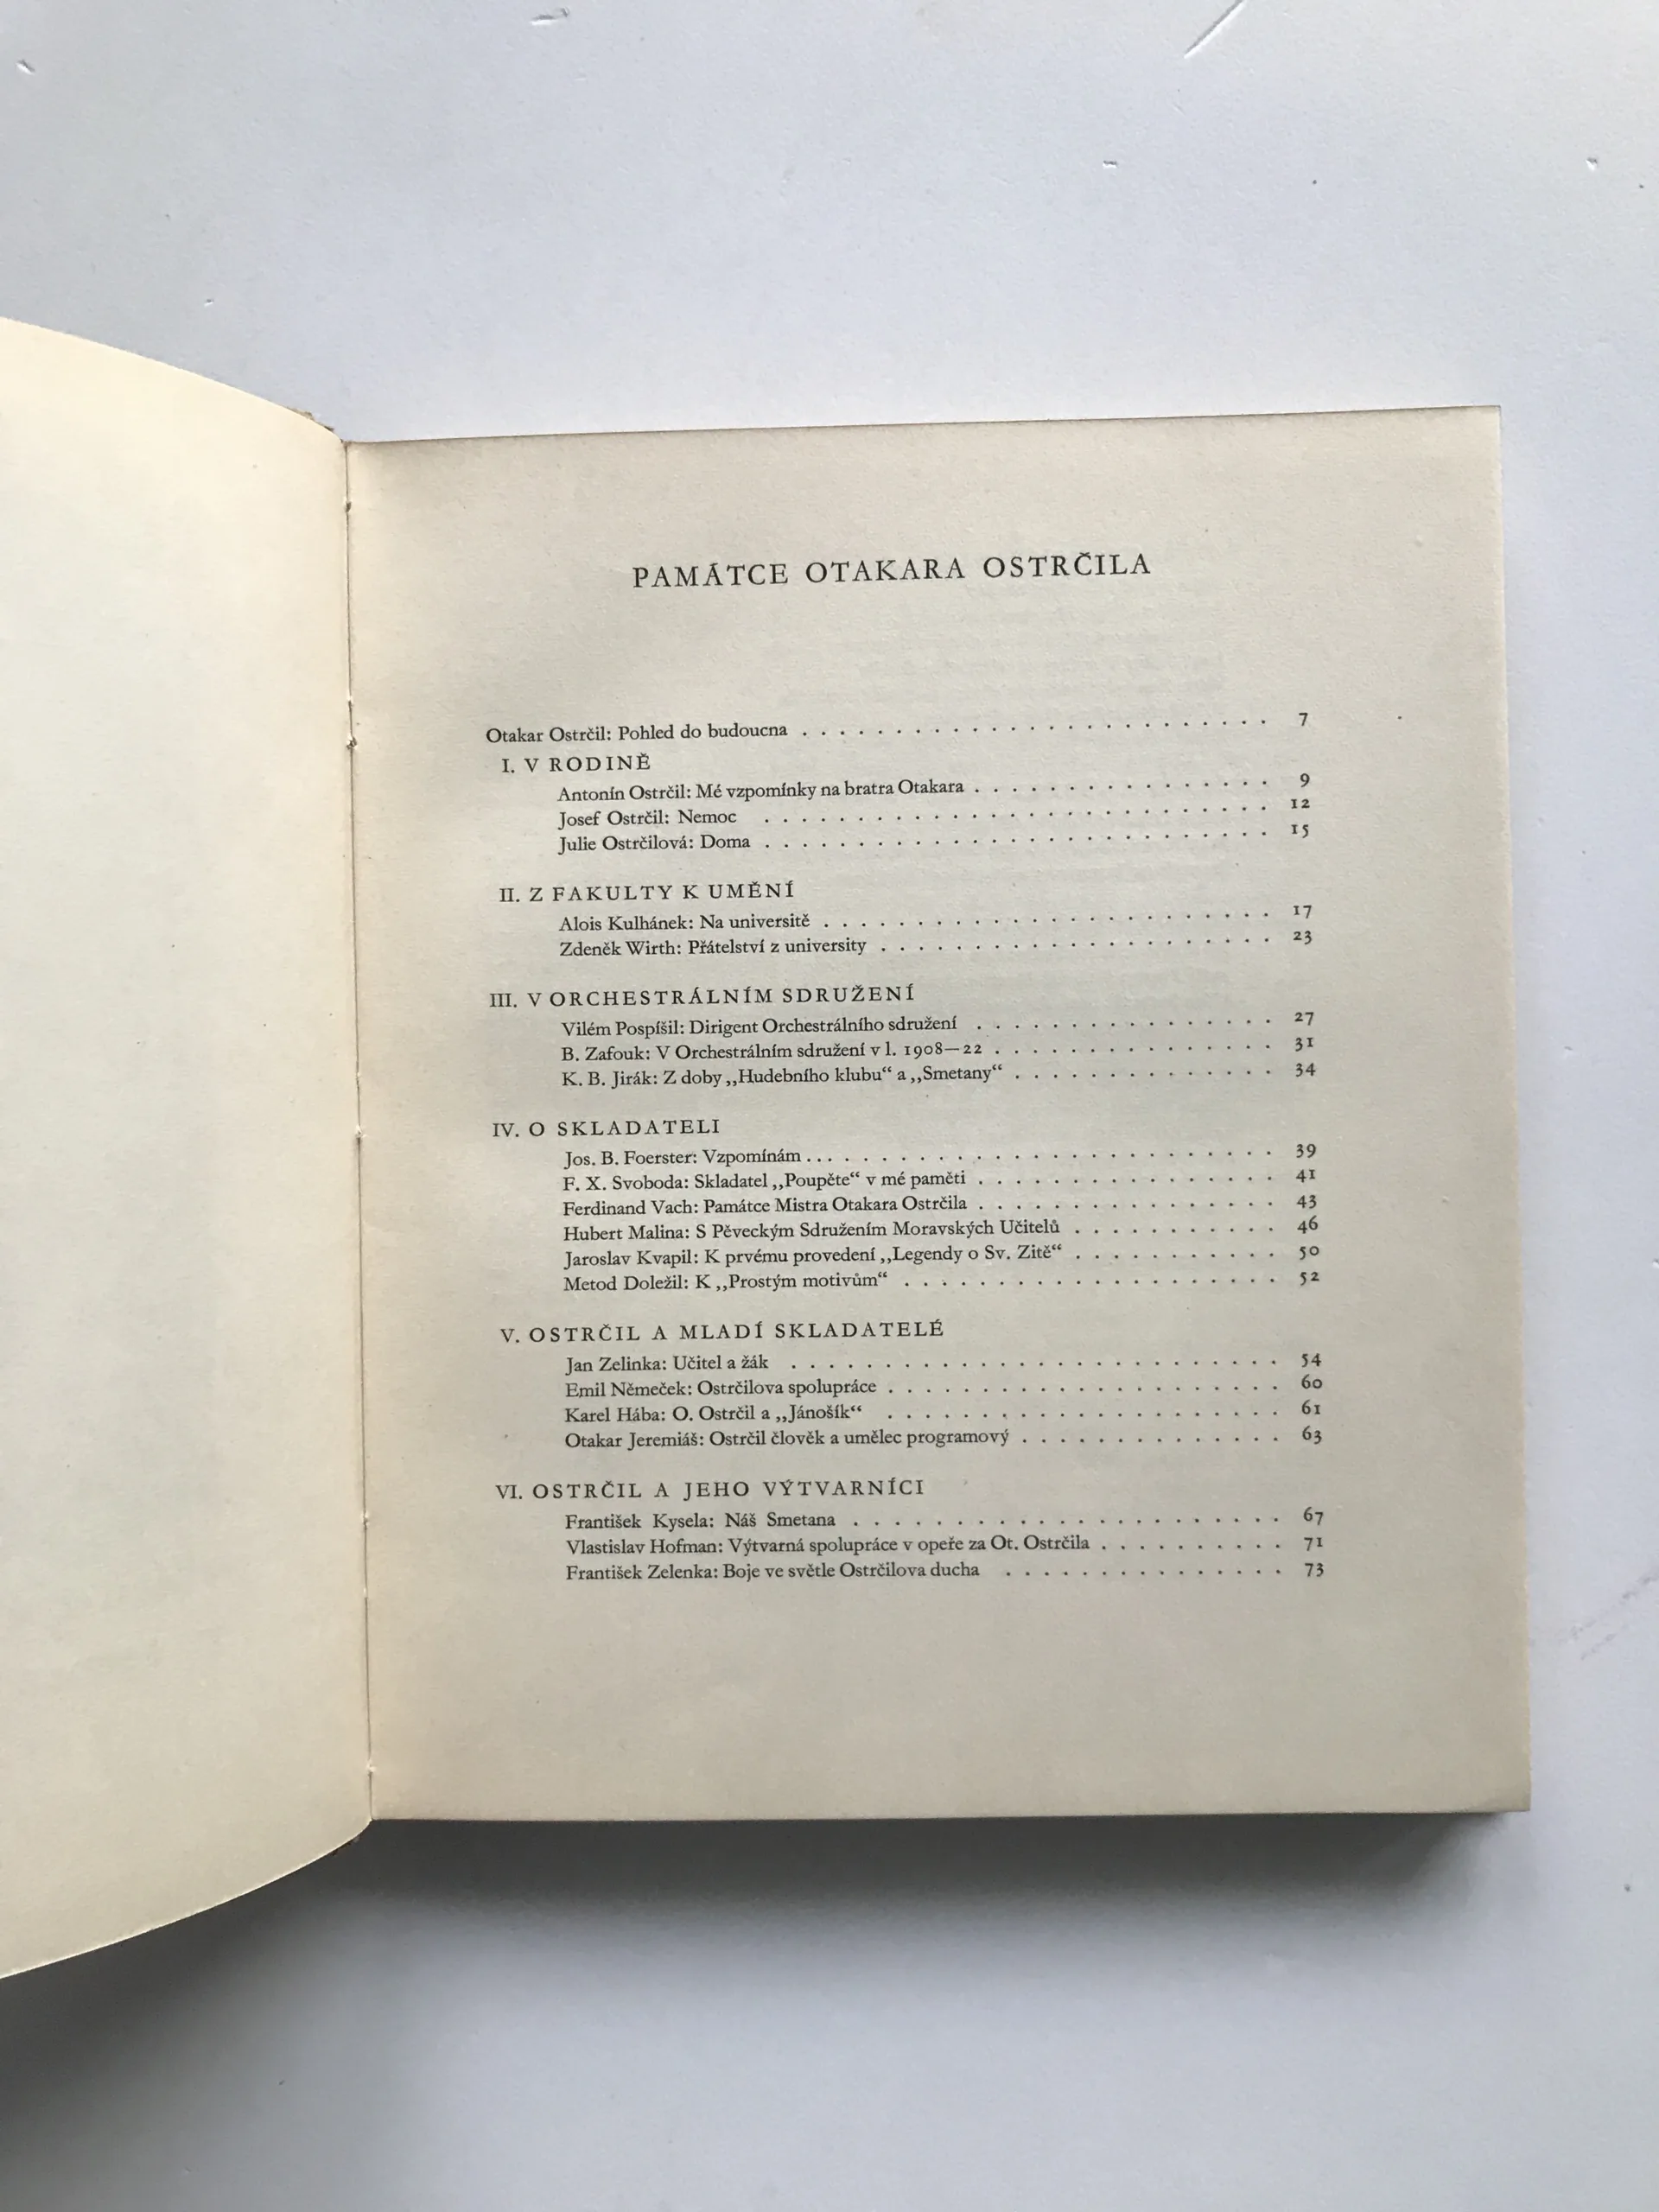 PAMÁTCE OTAKARA OSTRČILA
Otakar Ostrčil: Pohled do budoucna . . . . . . . . . . . . . . . . . . . . . . . . . 7
I. V RODINĚ
Antonín Ostrčil: Mé vzpomínky na bratra Otakara . . . . . . . . . . . . . . . . 9
Josef Ostrčil: Nemoc . . . . . . . . . . . . . . . . . . . . . . . . . . . 12
Julie Ostrčilová: Doma . . . . . . . . . . . . . . . . . . . . . . . . . . . 15
II. Z FAKULTY K UMĚNÍ
Alois Kulhánek: Na universitě . . . . . . . . . . . . . . . . . . . . . . . . 17
Zdeněk Wirth: Přátelství z university . . . . . . . . . . . . . . . . . . . . . 23
III. V ORCHESTRÁLNÍM SDRUŽENÍ
Vilém Pospíšil: Dirigent Orchestrálního sdružení . . . . . . . . . . . . . . . . 27
B. Zafouk: V Orchestrálním sdružení v l. 1908—22 . . . . . . . . . . . . . . . 31
K. B. Jirák: Z doby „Hudebního klubu“ a „Smetany“ . . . . . . . . . . . . . . 34
IV. O SKLADATELI
Jos. B. Foerster: Vzpomínám . . . . . . . . . . . . . . . . . . . . . . . . . . 39
F. X. Svoboda: Skladatel „Poupěte“ v mé paměti . . . . . . . . . . . . . . . . 41
Ferdinand Vach: Památce Mistra Otakara Ostrčila . . . . . . . . . . . . . . . . 43
Hubert Malina: S Pěveckým Sdružením Moravských Učitelů . . . . . . . . . . . 46
Jaroslav Kvapil: K prvému provedení „Legendy o Sv. Zitě“ . . . . . . . . . . . 50
Metod Doležil: K „Prostým motivům“ . . . . . . . . . . . . . . . . . . . . 52
V. OSTRČIL A MLADÍ SKLADATELÉ
Jan Zelinka: Učitel a žák . . . . . . . . . . . . . . . . . . . . . . . . . . 54
Emil Němeček: Ostrčilova spolupráce . . . . . . . . . . . . . . . . . . . . . 60
Karel Hába: O. Ostrčil a „Jánošík“ . . . . . . . . . . . . . . . . . . . . . 61
Otakar Jeremiáš: Ostrčil člověk a umělec programový . . . . . . . . . . . . . . 63
VI. OSTRČIL A JEHO VÝTVARNÍCI
František Kysela: Náš Smetana . . . . . . . . . . . . . . . . . . . . . 67
Vlastislav Hofman: Výtvarná spolupráce v opeře za Ot. Ostrčila . . . . . . . . . . 71
František Zelenka: Boje ve světle Ostrčilova ducha . . . . . . . . . . . . . . . 73